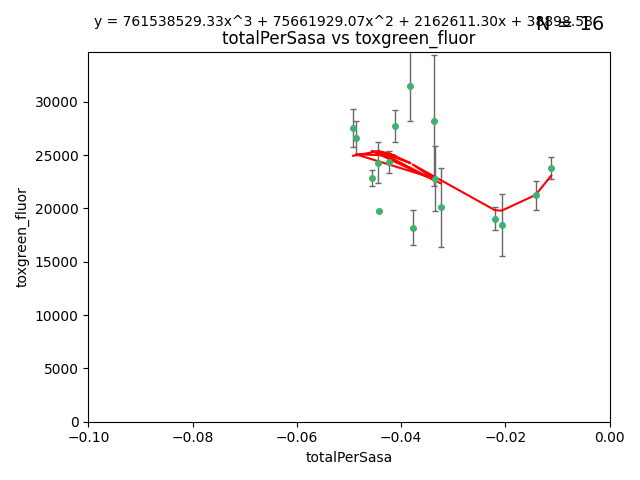 y = 761538529.33x^3 + 75661929.07x^2 + 2162611.30x + 38898.58
N = 16
totalPerSasa vs toxgreen_fluor
30000
25000
20000
15000
10000
5000
0
toxgreen_fluor
−0.10 −0.08 −0.06 −0.04 −0.02 0.00
totalPerSasa